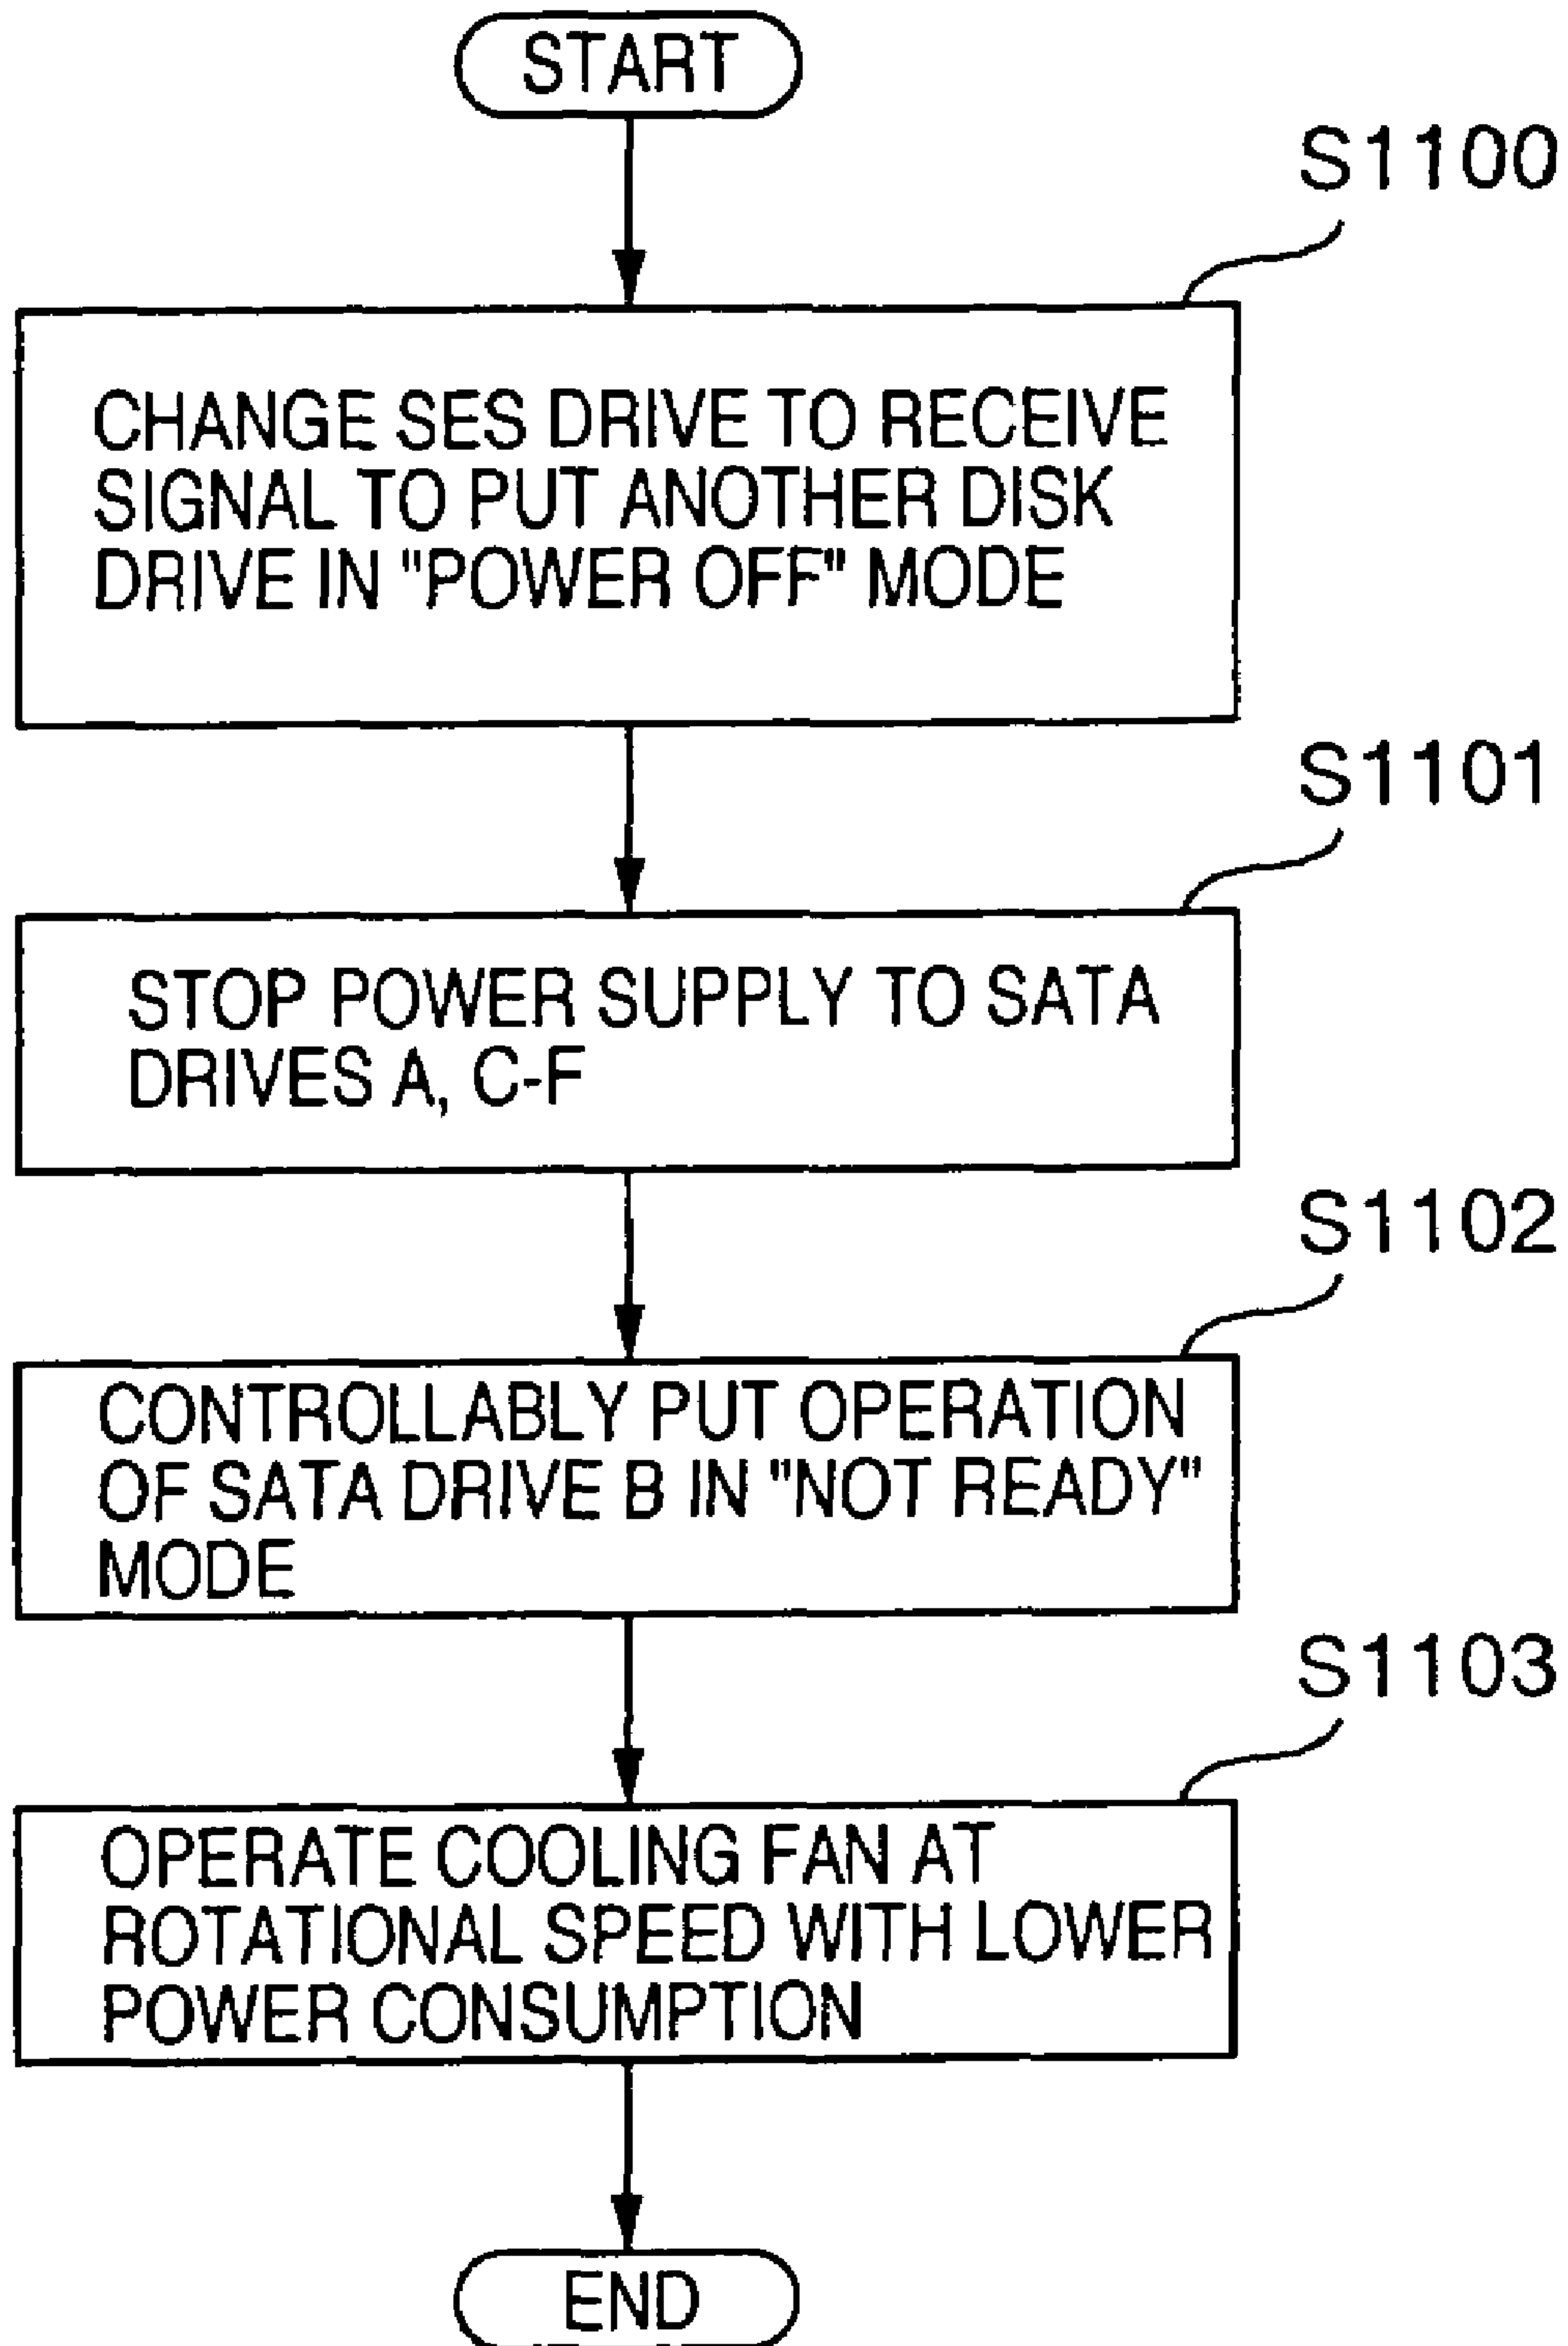 START
S1100
CHANGE SES DRIVE TO RECEIVE
SIGNAL TO PUT ANOTHER DISK
DRIVE IN "POWER OFF" MODE
S1101
STOP POWER SUPPLY TO SATA
DRIVES A, C-F
S1102
CONTROLLABLY PUT OPERATION
OF SATA DRIVE B IN "NOT READY"
MODE
S1103
OPERATE COOLING FAN AT
ROTATIONAL SPEED WITH LOWER
POWER CONSUMPTION
END